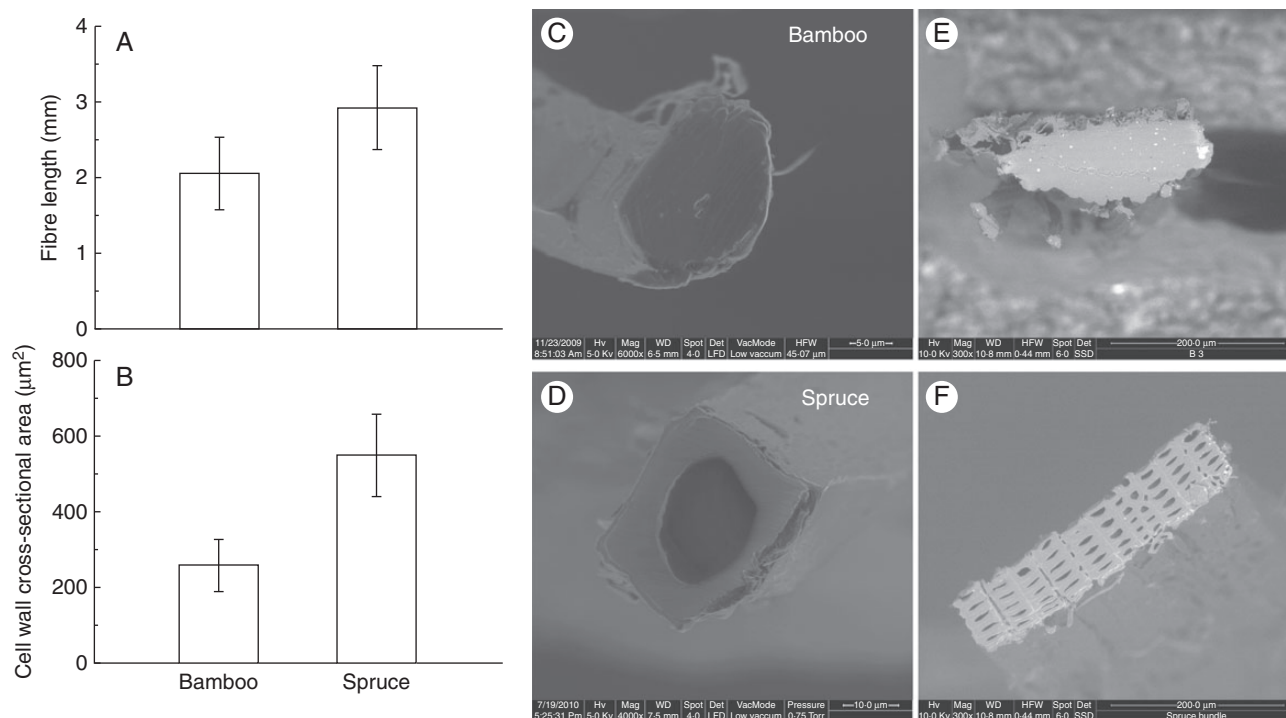 A
Fibre length (mm)
4
3
2
1
0
B
Cell wall cross-sectional area (µm²)
800
600
400
200
0
Bamboo Spruce
C
Bamboo
11/23/2009 Hv Mag WD Spot Det VacMode HFW 5·0 µm
8:51:03 Am 5·0 Kv 6000x 6·5 mm 4·0 LFD Low vaccum 45·07 µm
E
Hv Mag WD HFW Spot Det 200·0 µm
10·0 Kv 300x 10·8 mm 0·44 mm 6·0 SSD B 3
D
Spruce
7/19/2010 Hv Mag WD Spot Det VacMode Pressure 10·0 µm
5:25:31 Pm 5·0 Kv 4000x 7·5 mm 4·0 LFD Low vaccum 0·75 Torr
F
Hv Mag WD HFW Spot Det 200·0 µm
10·0 Kv 300x 10·2 mm 0·44 mm 6·0 SSD Spruce bundle